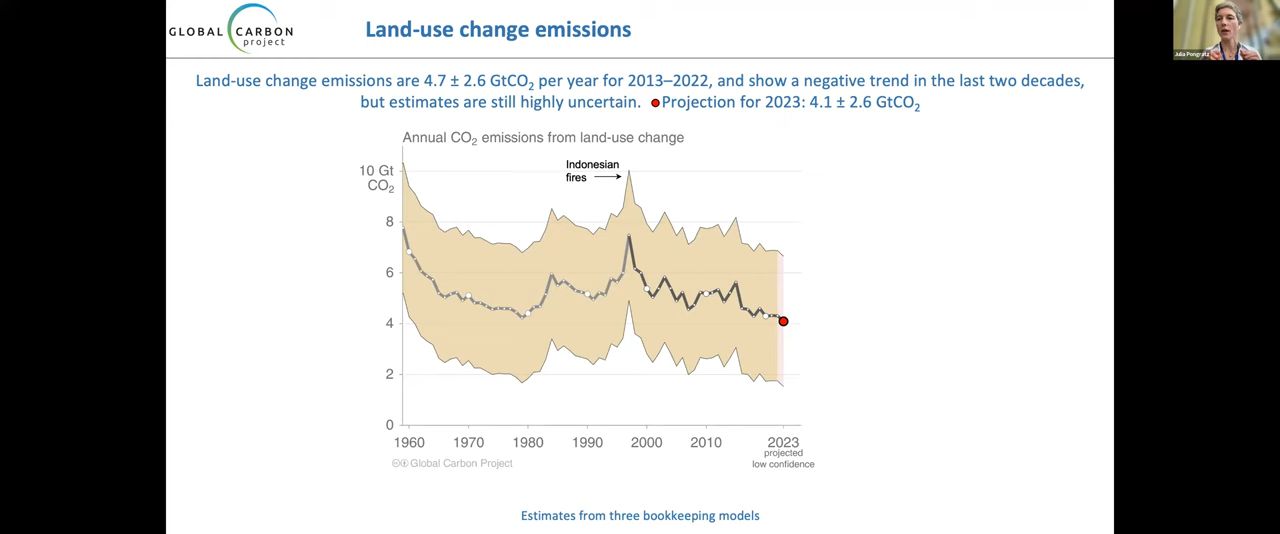 GLOBAL CARBON
project
Land-use change emissions
Julia Pongratz
Land-use change emissions are 4.7 ± 2.6 GtCO₂ per year for 2013–2022, and show a negative trend in the last two decades,
but estimates are still highly uncertain. Projection for 2023: 4.1 ± 2.6 GtCO₂
Annual CO₂ emissions from land-use change
Indonesian
fires
10 Gt
CO₂
8
6
4
2
0
1960 1970 1980 1990 2000 2010 2023
projected
low confidence
Global Carbon Project
Estimates from three bookkeeping models